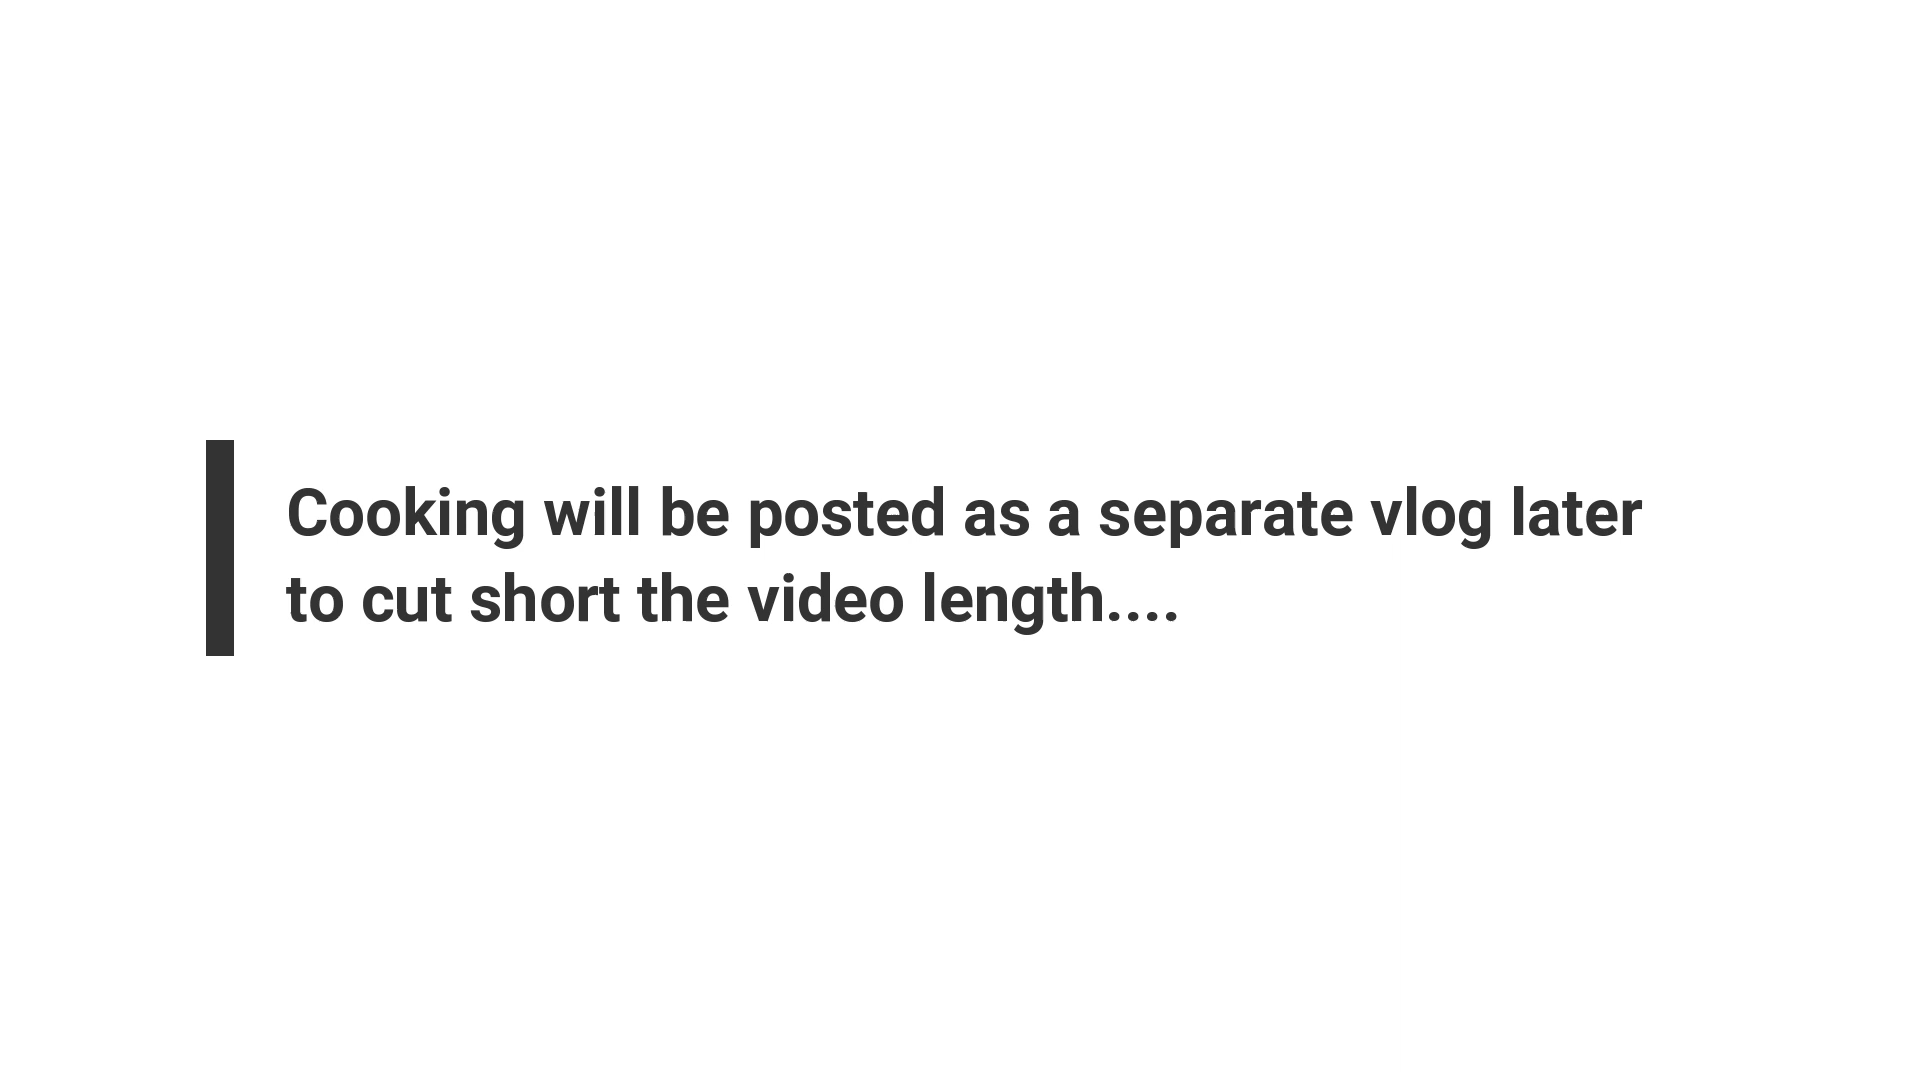 Cooking will be posted as a separate vlog later
to cut short the video length....